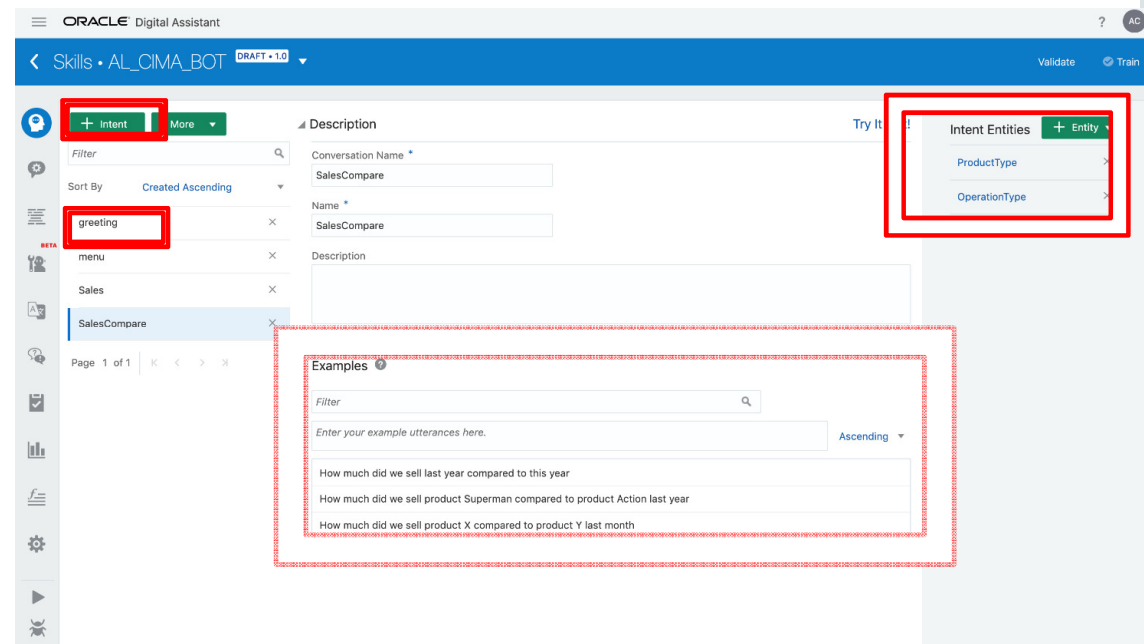 ORACLE Digital Assistant
?
AC
Skills • AL_CIMA_BOT DRAFT • 1.0
Validate
Train
+ Intent
More
Filter
Sort By Created Ascending
greeting
BETA
menu
Sales
SalesCompare
Page 1 of 1
Description
Try It
!
Conversation Name *
SalesCompare
Name *
SalesCompare
Description
Examples ?
Filter
Enter your example utterances here.
Ascending
How much did we sell last year compared to this year
How much did we sell product Superman compared to product Action last year
How much did we sell product X compared to product Y last month
Intent Entities
+ Entity
ProductType
OperationType